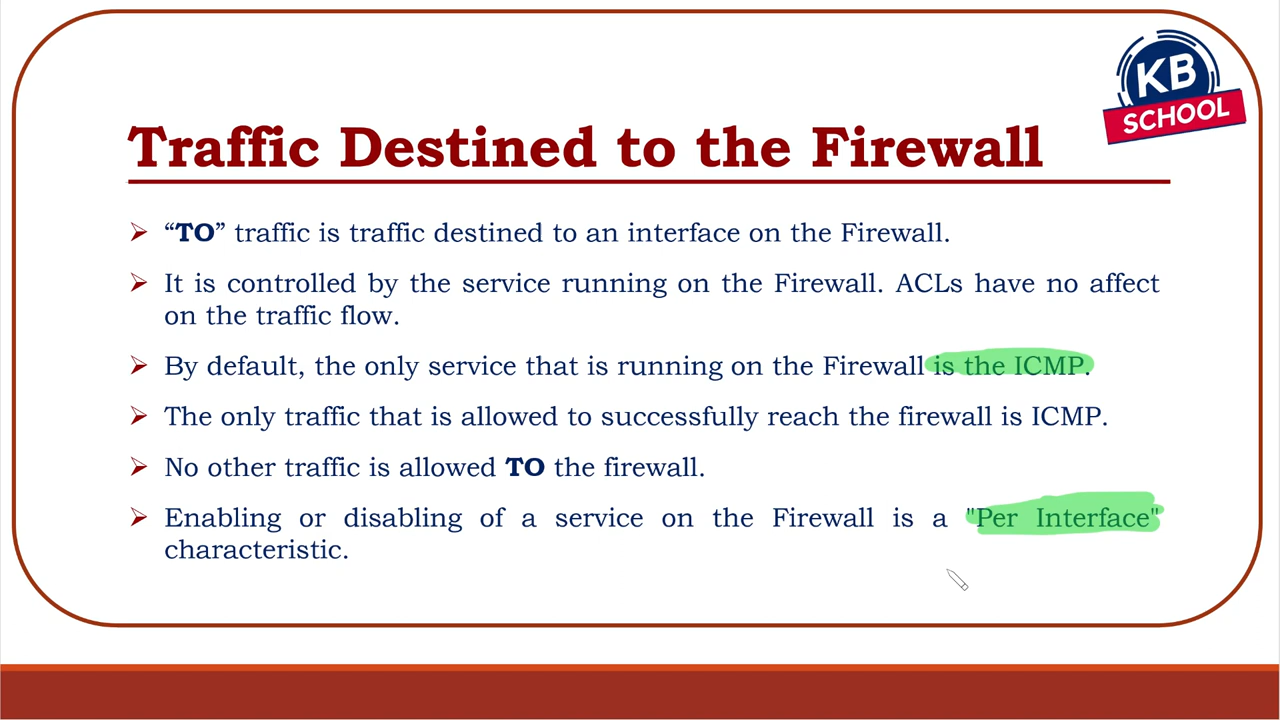 KB
SCHOOL
Traffic Destined to the Firewall
“TO” traffic is traffic destined to an interface on the Firewall.
It is controlled by the service running on the Firewall. ACLs have no affect
on the traffic flow.
By default, the only service that is running on the Firewall is the ICMP.
The only traffic that is allowed to successfully reach the firewall is ICMP.
No other traffic is allowed TO the firewall.
Enabling or disabling of a service on the Firewall is a "Per Interface"
characteristic.